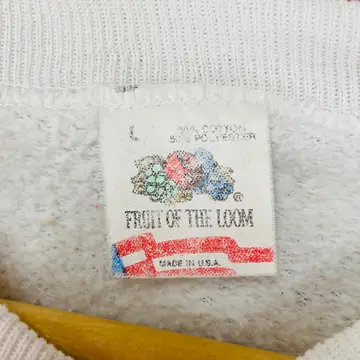 L 50% COTTON
50% POLYESTER
®
FRUIT OF THE LOOM
MADE IN U.S.A.